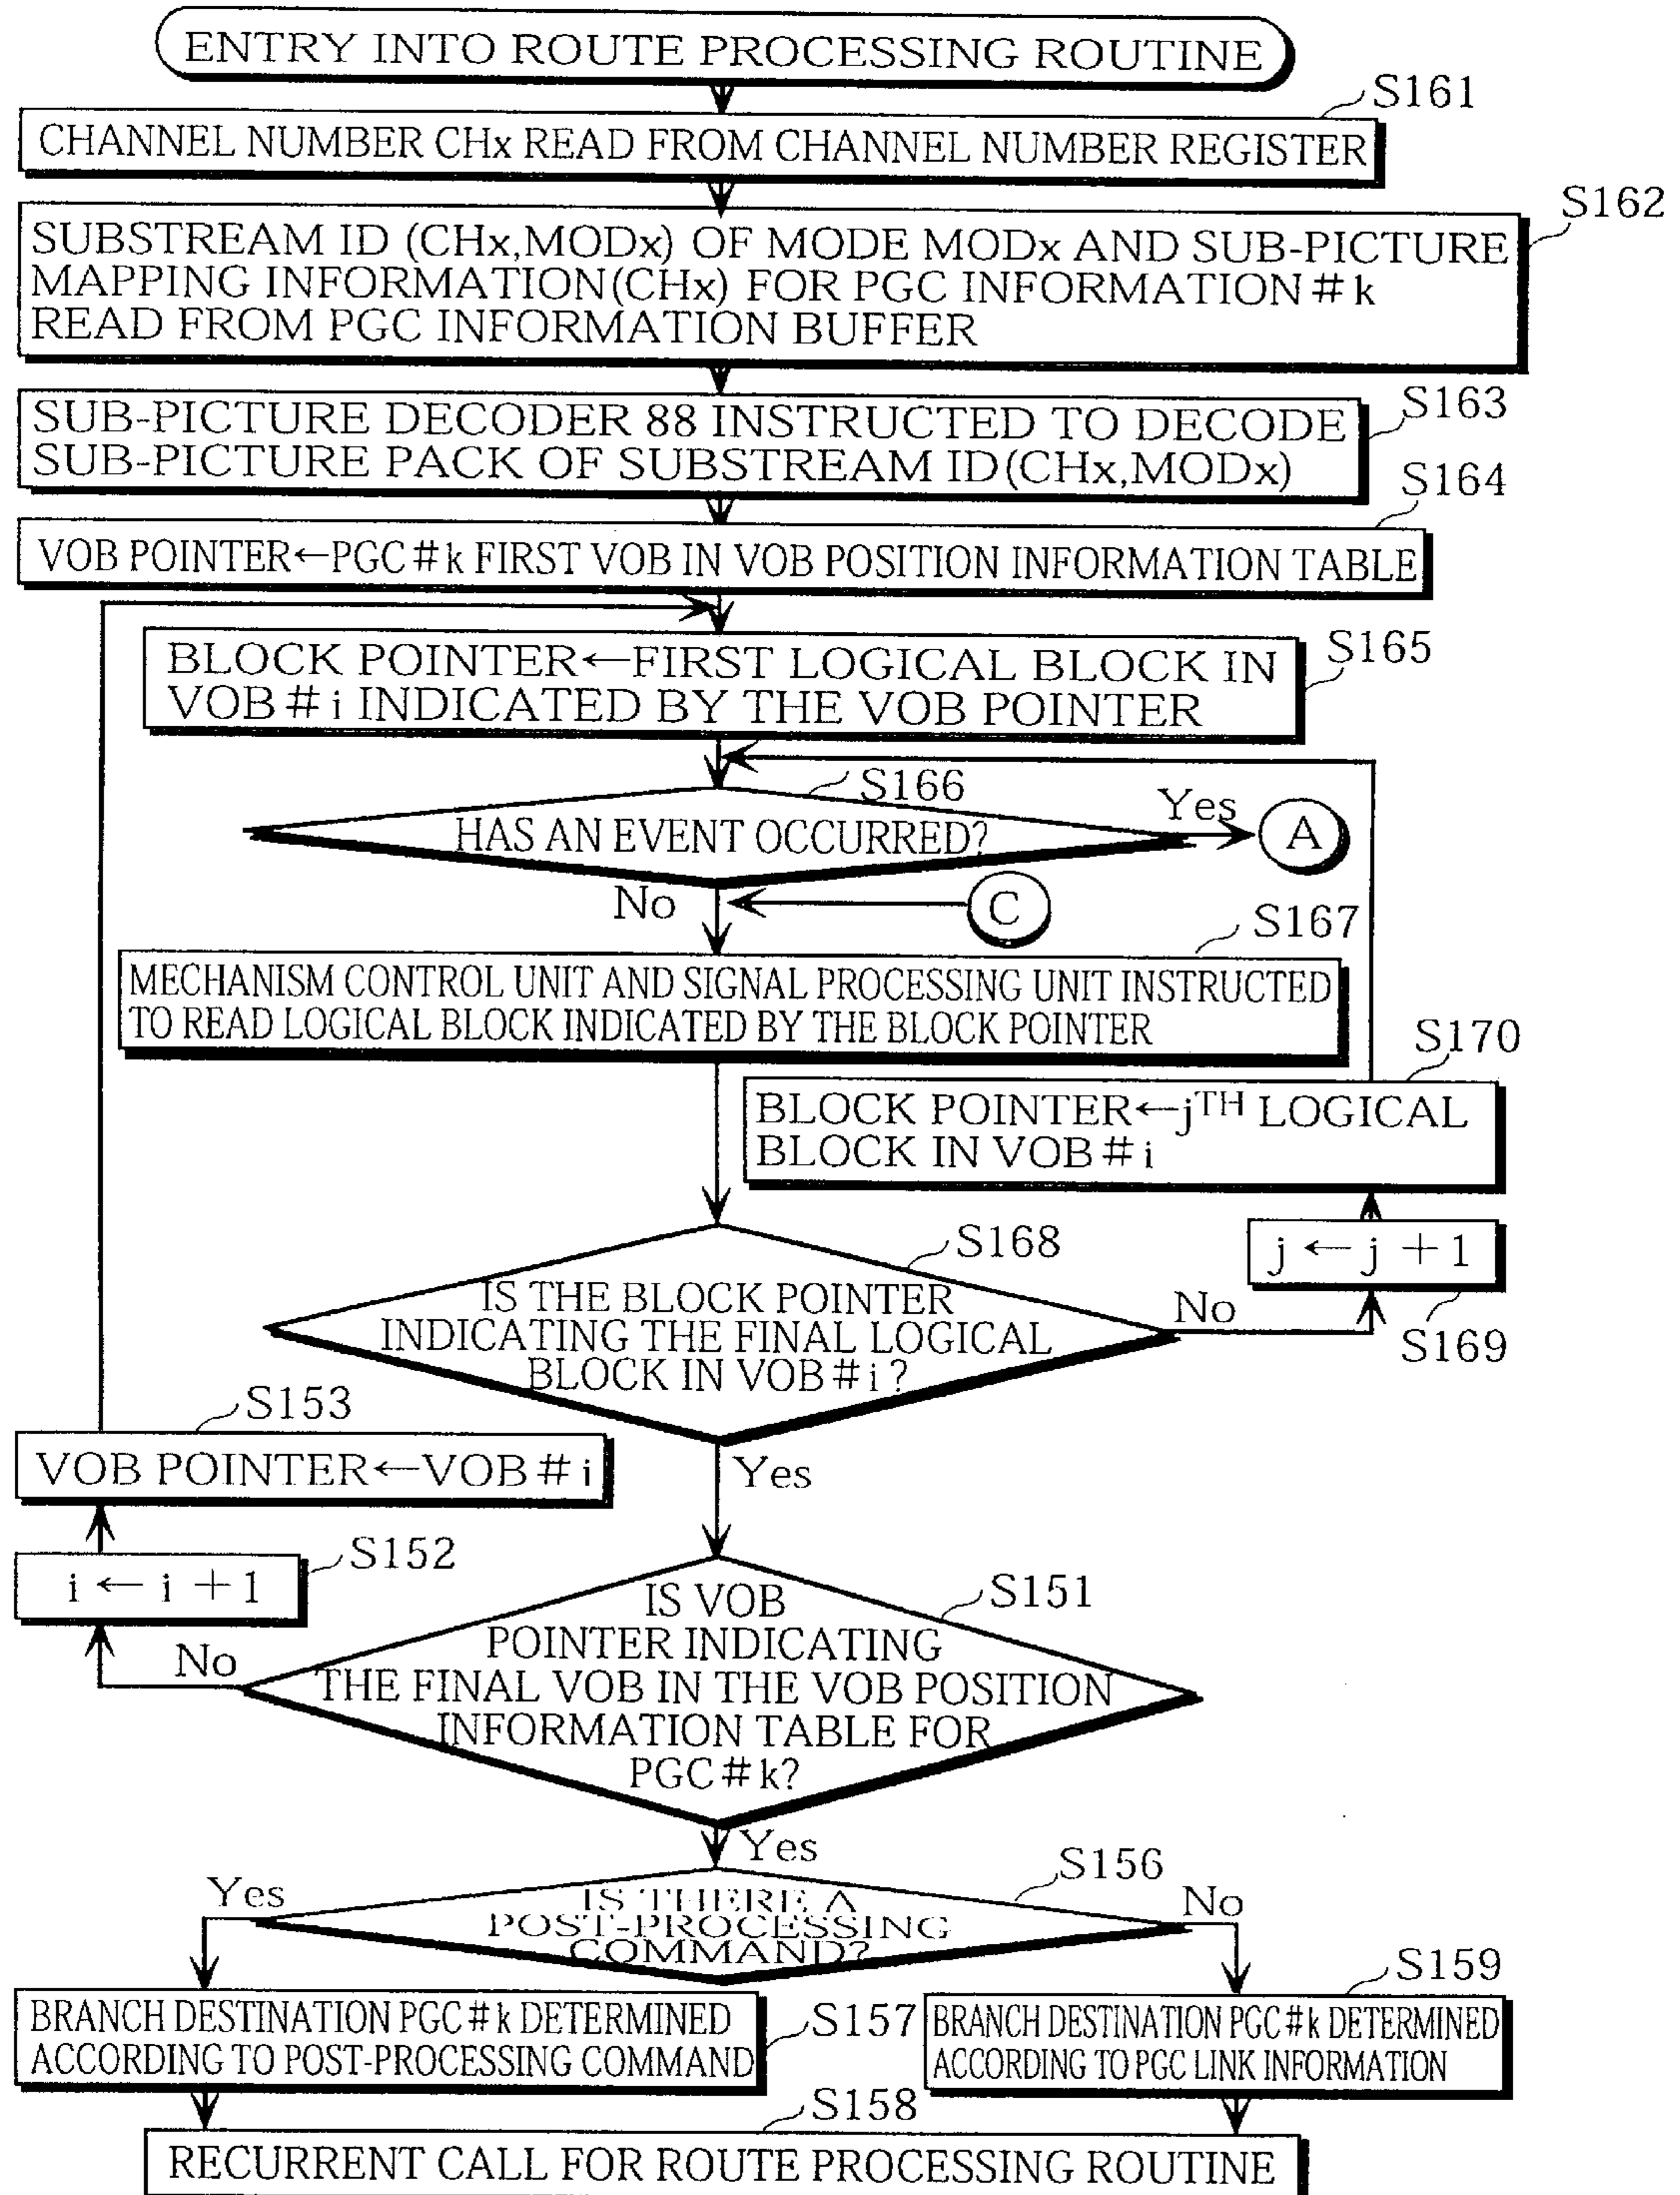 ENTRY INTO ROUTE PROCESSING ROUTINE
S161
CHANNEL NUMBER CHx READ FROM CHANNEL NUMBER REGISTER
S162
SUBSTREAM ID (CHx,MODx) OF MODE MODx AND SUB-PICTURE
MAPPING INFORMATION(CHx) FOR PGC INFORMATION#k
READ FROM PGC INFORMATION BUFFER
S163
SUB-PICTURE DECODER 88 INSTRUCTED TO DECODE
SUB-PICTURE PACK OF SUBSTREAM ID(CHx,MODx)
S164
VOB POINTER←PGC#k FIRST VOB IN VOB POSITION INFORMATION TABLE
S165
BLOCK POINTER←FIRST LOGICAL BLOCK IN
VOB#i INDICATED BY THE VOB POINTER
S166
HAS AN EVENT OCCURRED?
Yes
A
No
C
S167
MECHANISM CONTROL UNIT AND SIGNAL PROCESSING UNIT INSTRUCTED
TO READ LOGICAL BLOCK INDICATED BY THE BLOCK POINTER
S170
BLOCK POINTER←jTH LOGICAL
BLOCK IN VOB#i
S168
j ← j +1
IS THE BLOCK POINTER
INDICATING THE FINAL LOGICAL
BLOCK IN VOB#i?
No
S169
S153
VOB POINTER←VOB#i
Yes
S152
i ← i +1
S151
IS VOB
POINTER INDICATING
THE FINAL VOB IN THE VOB POSITION
INFORMATION TABLE FOR
PGC#k?
No
Yes
S156
IS THERE A
POST-PROCESSING
COMMAND?
Yes
No
S159
BRANCH DESTINATION PGC#k DETERMINED
ACCORDING TO POST-PROCESSING COMMAND
S157
BRANCH DESTINATION PGC#k DETERMINED
ACCORDING TO PGC LINK INFORMATION
S158
RECURRENT CALL FOR ROUTE PROCESSING ROUTINE